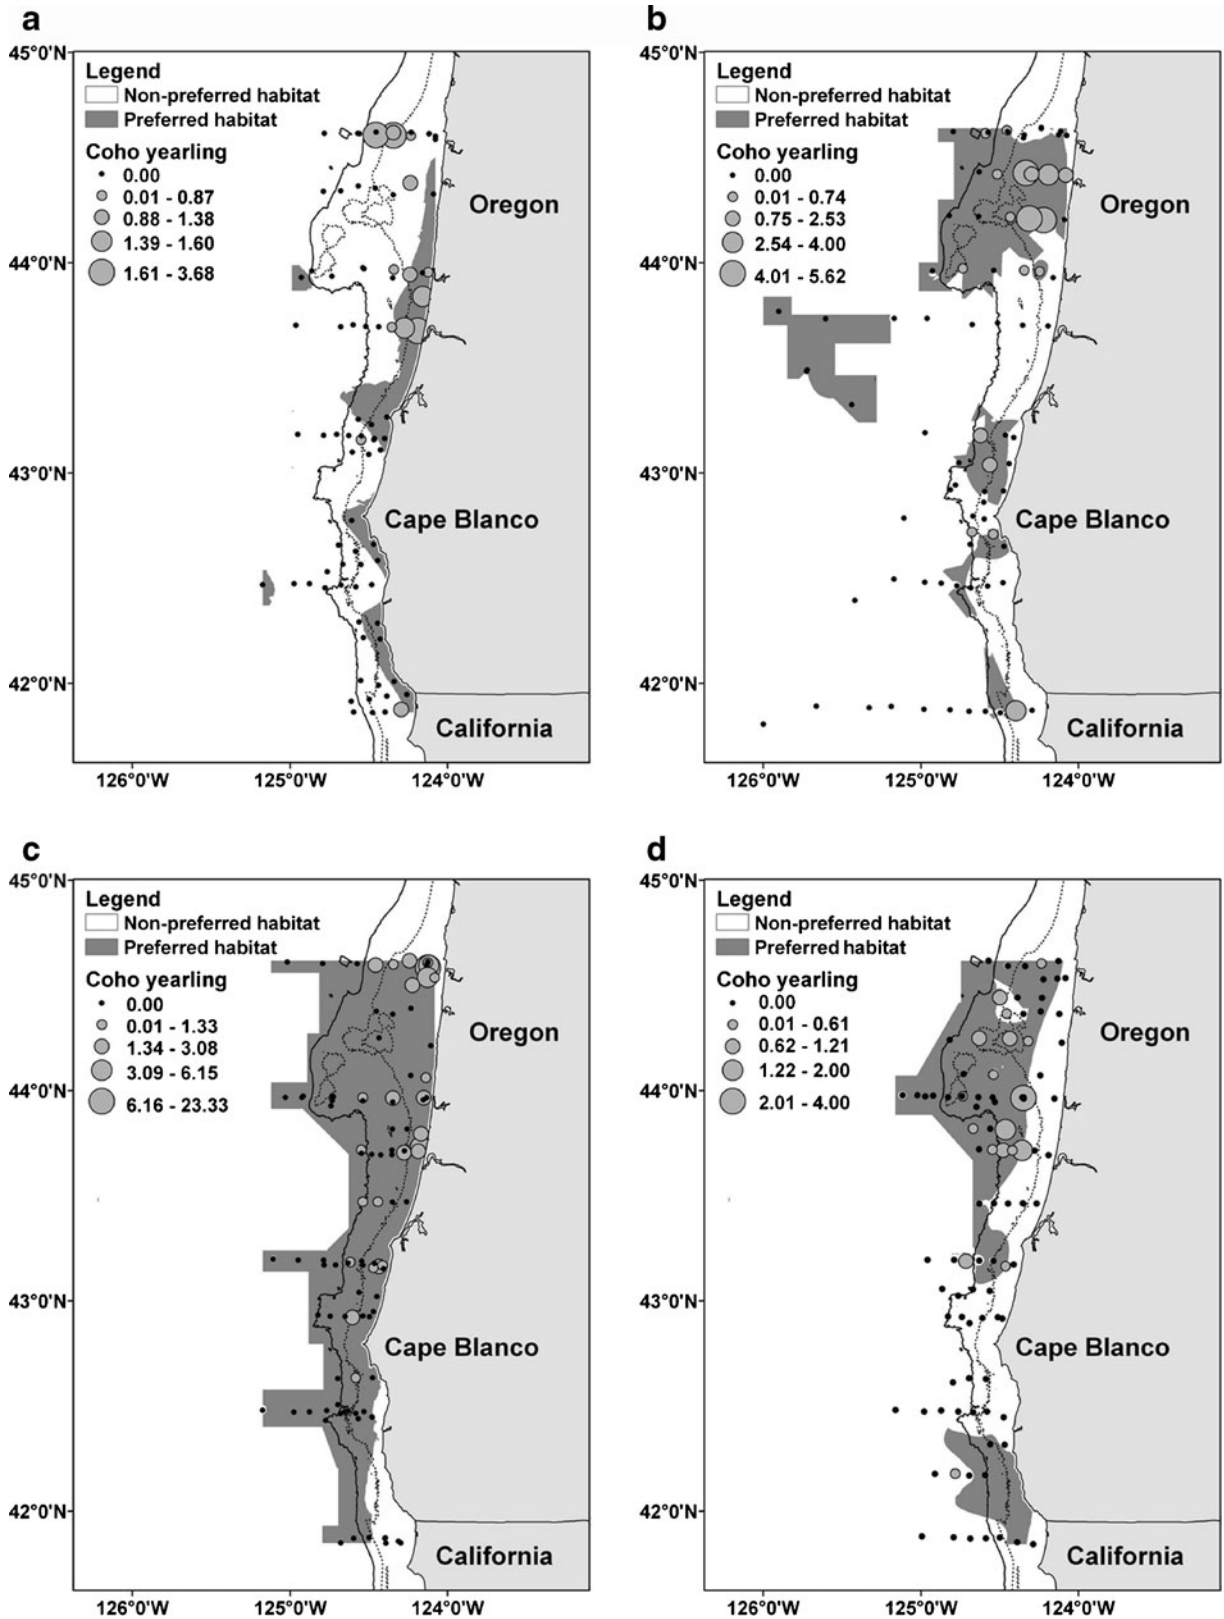 a
45°0'N
44°0'N
43°0'N
42°0'N
Legend
Non-preferred habitat
Preferred habitat
Coho yearling
0.00
0.01 - 0.87
0.88 - 1.38
1.39 - 1.60
1.61 - 3.68
Oregon
Cape Blanco
California
126°0'W
125°0'W
124°0'W
b
45°0'N
44°0'N
43°0'N
42°0'N
Legend
Non-preferred habitat
Preferred habitat
Coho yearling
0.00
0.01 - 0.74
0.75 - 2.53
2.54 - 4.00
4.01 - 5.62
Oregon
Cape Blanco
California
126°0'W
125°0'W
124°0'W
c
45°0'N
44°0'N
43°0'N
42°0'N
Legend
Non-preferred habitat
Preferred habitat
Coho yearling
0.00
0.01 - 1.33
1.34 - 3.08
3.09 - 6.15
6.16 - 23.33
Oregon
Cape Blanco
California
126°0'W
125°0'W
124°0'W
d
45°0'N
44°0'N
43°0'N
42°0'N
Legend
Non-preferred habitat
Preferred habitat
Coho yearling
0.00
0.01 - 0.61
0.62 - 1.21
1.22 - 2.00
2.01 - 4.00
Oregon
Cape Blanco
California
126°0'W
125°0'W
124°0'W